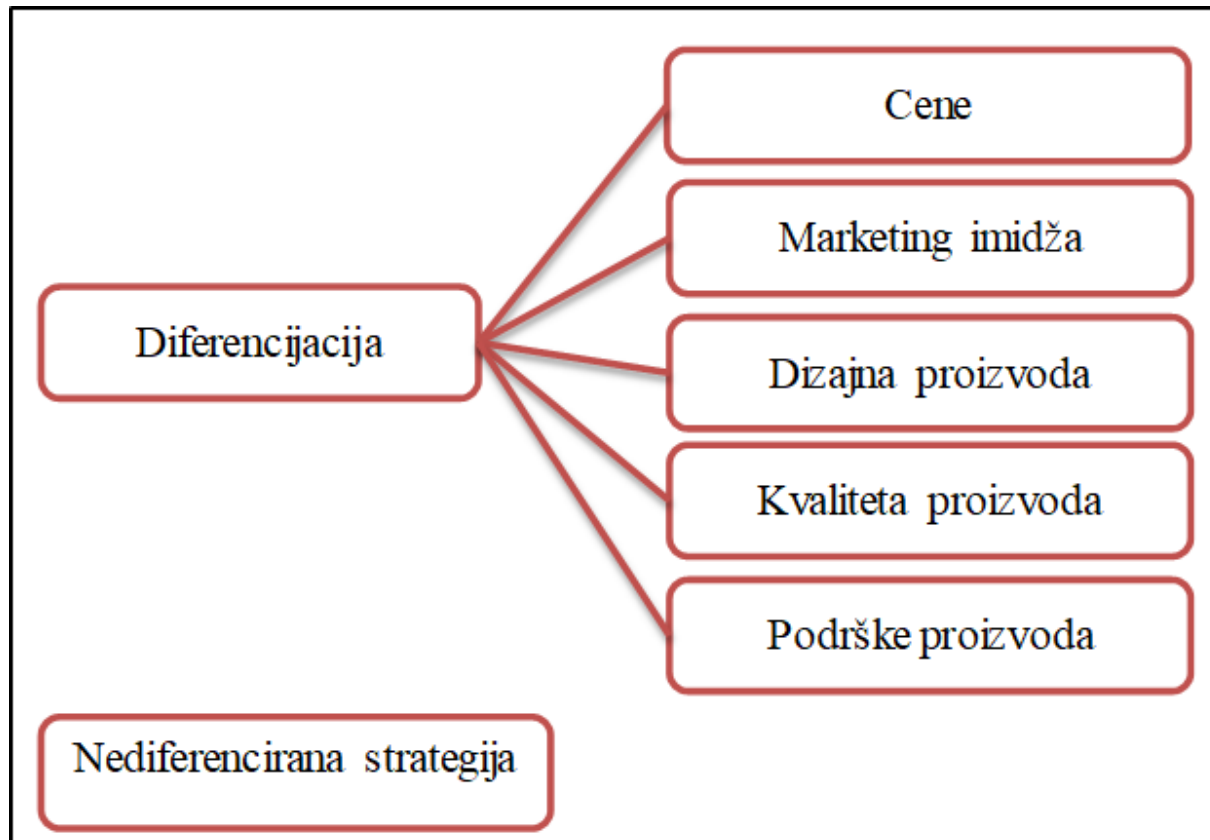 Cene
Marketing imidža
Diferencijacija
Dizajna proizvoda
Kvaliteta proizvoda
Podrške proizvoda
Nediferencirana strategija